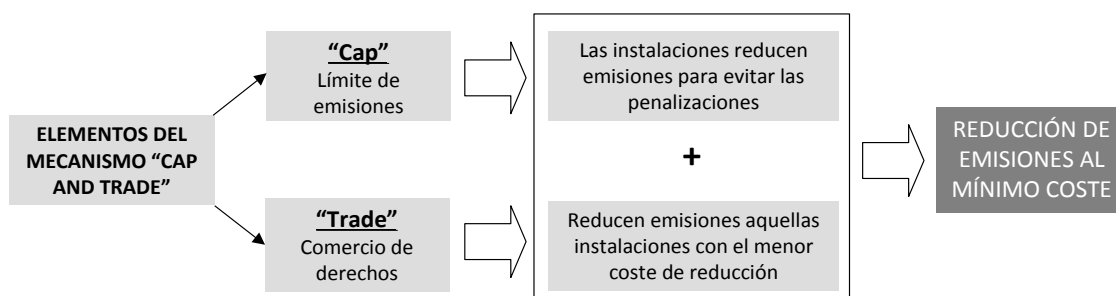 ELEMENTOS DEL
MECANISMO “CAP
AND TRADE”
“Cap”
Límite de
emisiones
Las instalaciones reducen
emisiones para evitar las
penalizaciones
+
“Trade”
Comercio de
derechos
Reducen emisiones aquellas
instalaciones con el menor
coste de reducción
REDUCCIÓN DE
EMISIONES AL
MÍNIMO COSTE